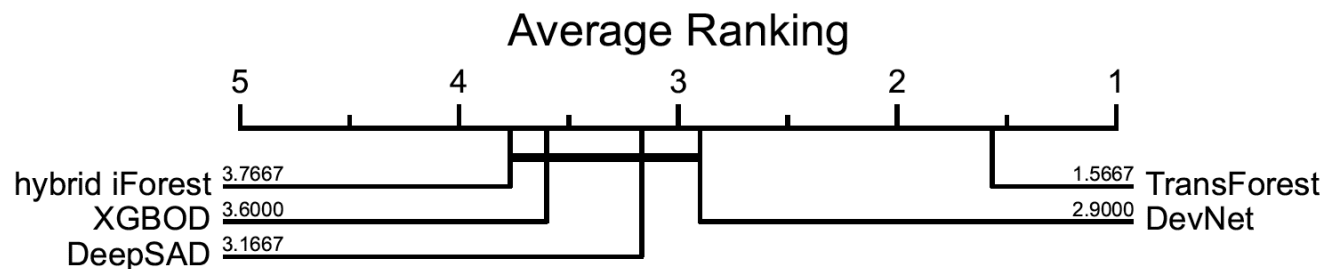 Average Ranking
5 4 3 2 1
hybrid iForest 3.7667 1.5667 TransForest
XGBOD 3.6000 2.9000 DevNet
DeepSAD 3.1667